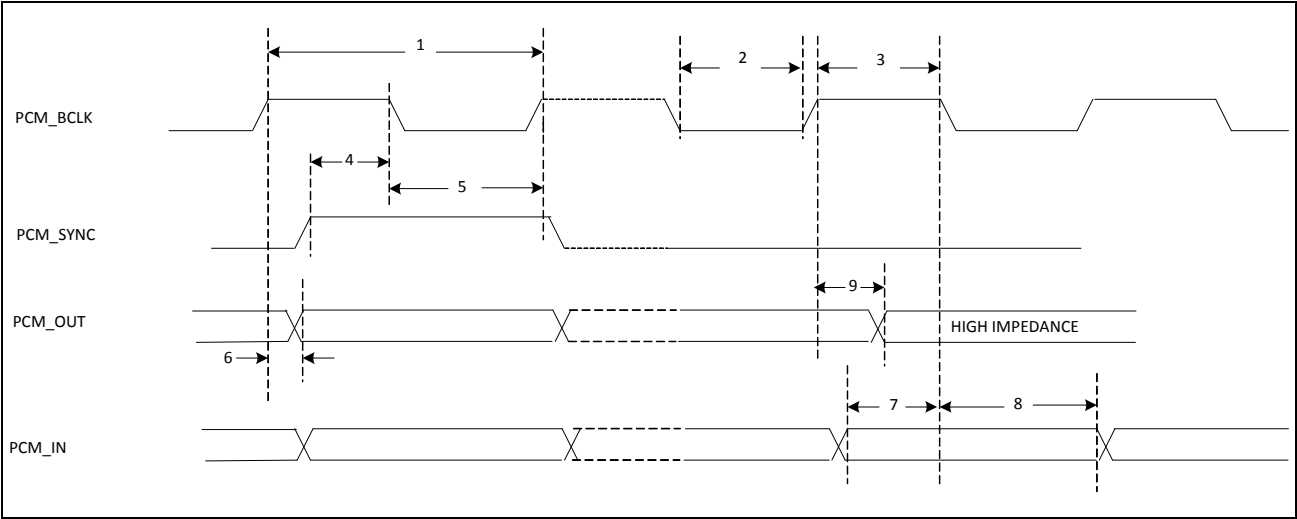 1
2
3
PCM_BCLK
4
5
PCM_SYNC
9
PCM_OUT
HIGH IMPEDANCE
6
7
8
PCM_IN